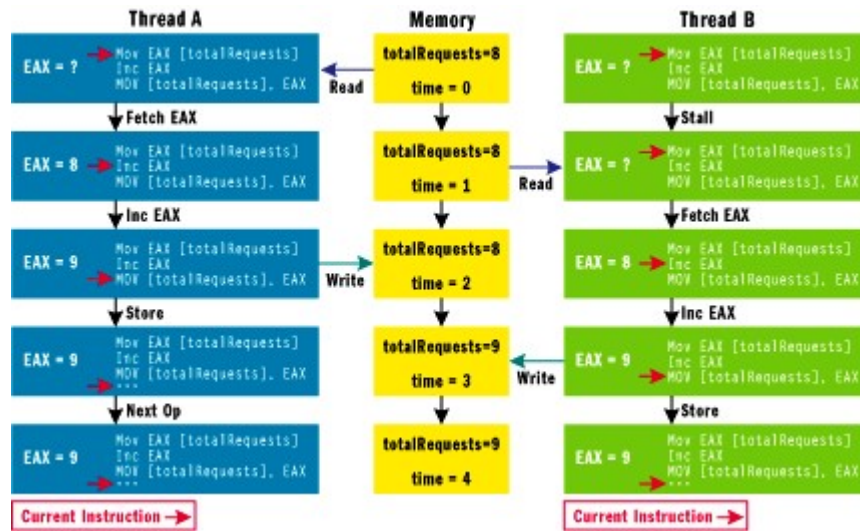 Thread A
Memory
Thread B
EAX = ?
Mov EAX [totalRequests]
Inc EAX
MOV [totalRequests], EAX
Read
totalRequests=8
time = 0
EAX = ?
Mov EAX [totalRequests]
Inc EAX
MOV [totalRequests], EAX
Fetch EAX
Stall
EAX = 8
Mov EAX [totalRequests]
Inc EAX
MOV [totalRequests], EAX
totalRequests=8
time = 1
Read
EAX = ?
Mov EAX [totalRequests]
Inc EAX
MOV [totalRequests], EAX
Inc EAX
Fetch EAX
EAX = 9
Mov EAX [totalRequests]
Inc EAX
MOV [totalRequests], EAX
Write
totalRequests=8
time = 2
EAX = 8
Mov EAX [totalRequests]
Inc EAX
MOV [totalRequests], EAX
Store
Inc EAX
EAX = 9
Mov EAX [totalRequests]
Inc EAX
MOV [totalRequests], EAX
---
totalRequests=9
time = 3
Write
EAX = 9
Mov EAX [totalRequests]
Inc EAX
MOV [totalRequests], EAX
Next Op
Store
EAX = 9
Mov EAX [totalRequests]
Inc EAX
MOV [totalRequests], EAX
---
totalRequests=9
time = 4
EAX = 9
Mov EAX [totalRequests]
Inc EAX
MOV [totalRequests], EAX
---
Current Instruction
Current Instruction